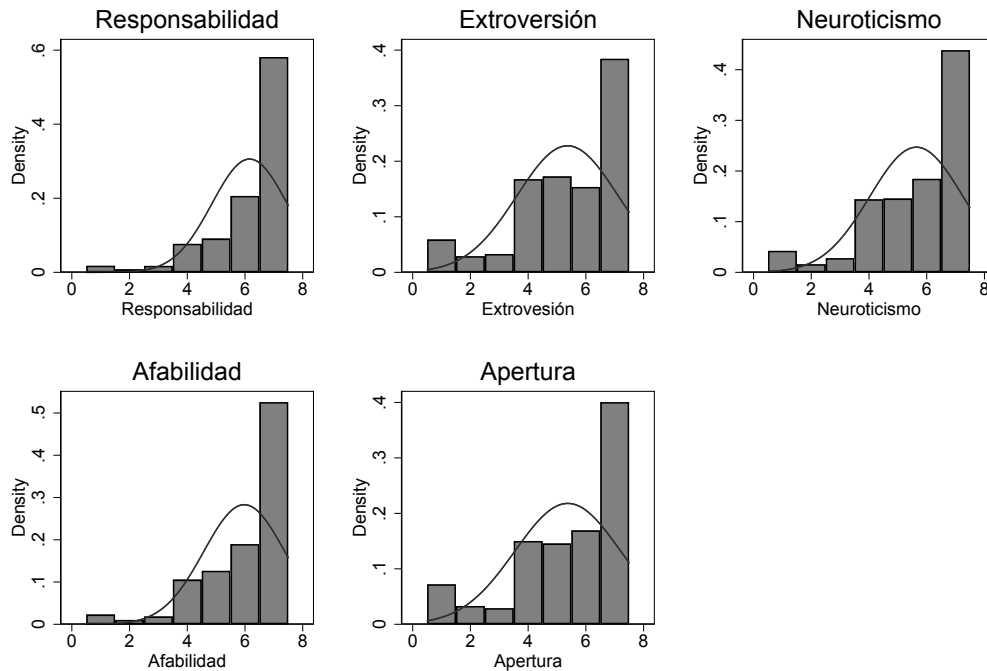 Responsabilidad
Density
.6
.4
.2
0
0 2 4 6 8
Responsabilidad
Extroversión
Density
.4
.3
.2
.1
0
0 2 4 6 8
Extrovesión
Neuroticismo
Density
.4
.3
.2
.1
0
0 2 4 6 8
Neuroticismo
Afabilidad
Density
.5
.4
.3
.2
.1
0
0 2 4 6 8
Afabilidad
Apertura
Density
.4
.3
.2
.1
0
0 2 4 6 8
Apertura